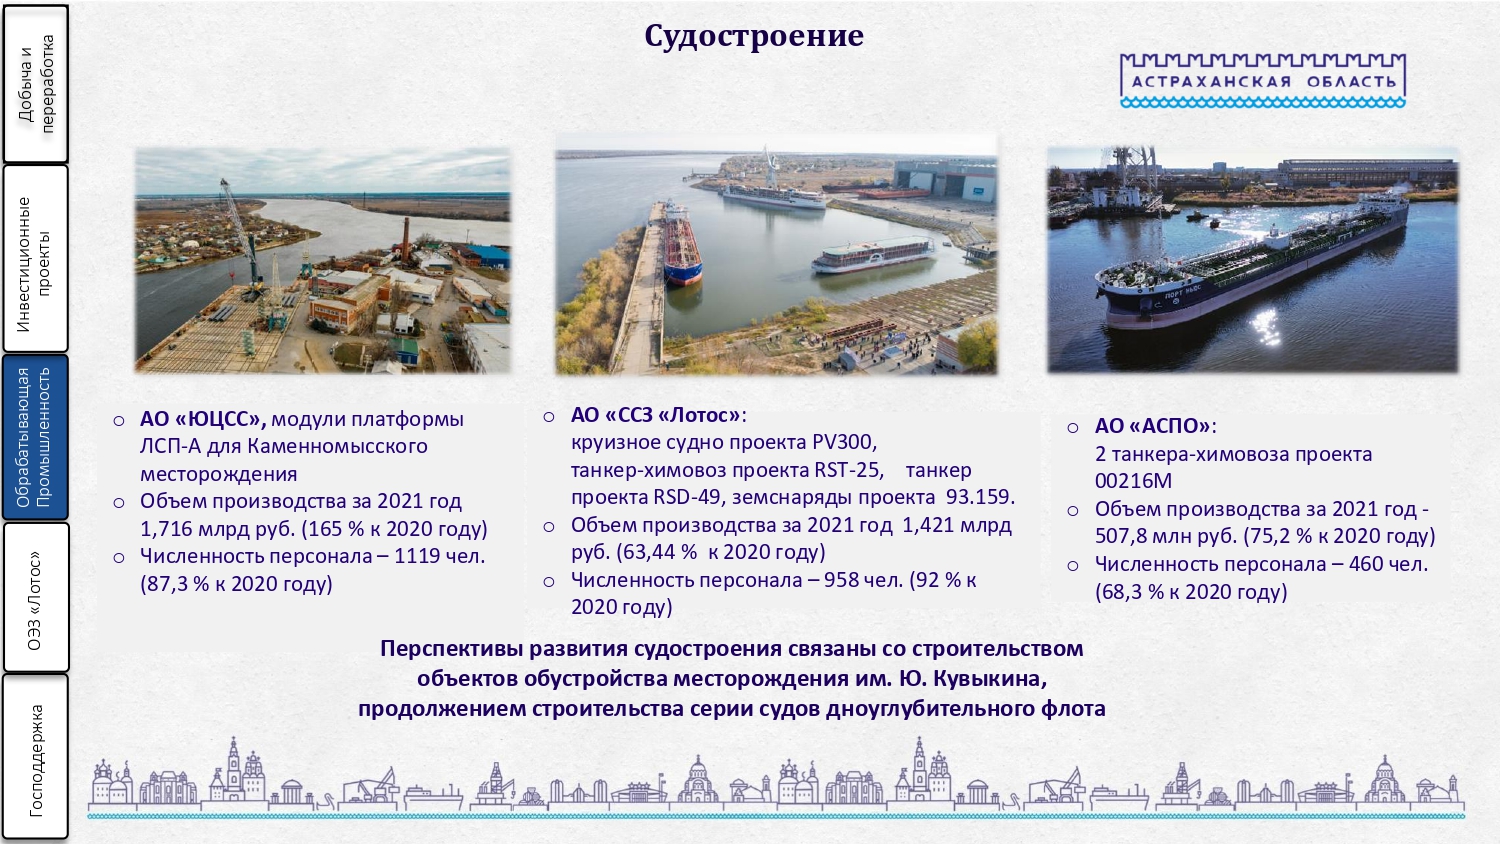 Судостроение
АСТРАХАНСКАЯ ОБЛАСТЬ
Добыча и
переработка
Инвестиционные
проекты
Обрабатывающая
Промышленность
ОЭЗ «Лотос»
Господдержка
o АО «ЮЦСС», модули платформы
ЛСП-А для Каменномысского
месторождения
o Объем производства за 2021 год
1,716 млрд руб. (165 % к 2020 году)
o Численность персонала – 1119 чел.
(87,3 % к 2020 году)
o АО «ССЗ «Лотос»:
круизное судно проекта PV300,
танкер-химовоз проекта RST-25, танкер
проекта RSD-49, земснаряды проекта 93.159.
o Объем производства за 2021 год 1,421 млрд
руб. (63,44 % к 2020 году)
o Численность персонала – 958 чел. (92 % к
2020 году)
o АО «АСПО»:
2 танкера-химовоза проекта
00216М
o Объем производства за 2021 год -
507,8 млн руб. (75,2 % к 2020 году)
o Численность персонала – 460 чел.
(68,3 % к 2020 году)
Перспективы развития судостроения связаны со строительством
объектов обустройства месторождения им. Ю. Кувыкина,
продолжением строительства серии судов дноуглубительного флота